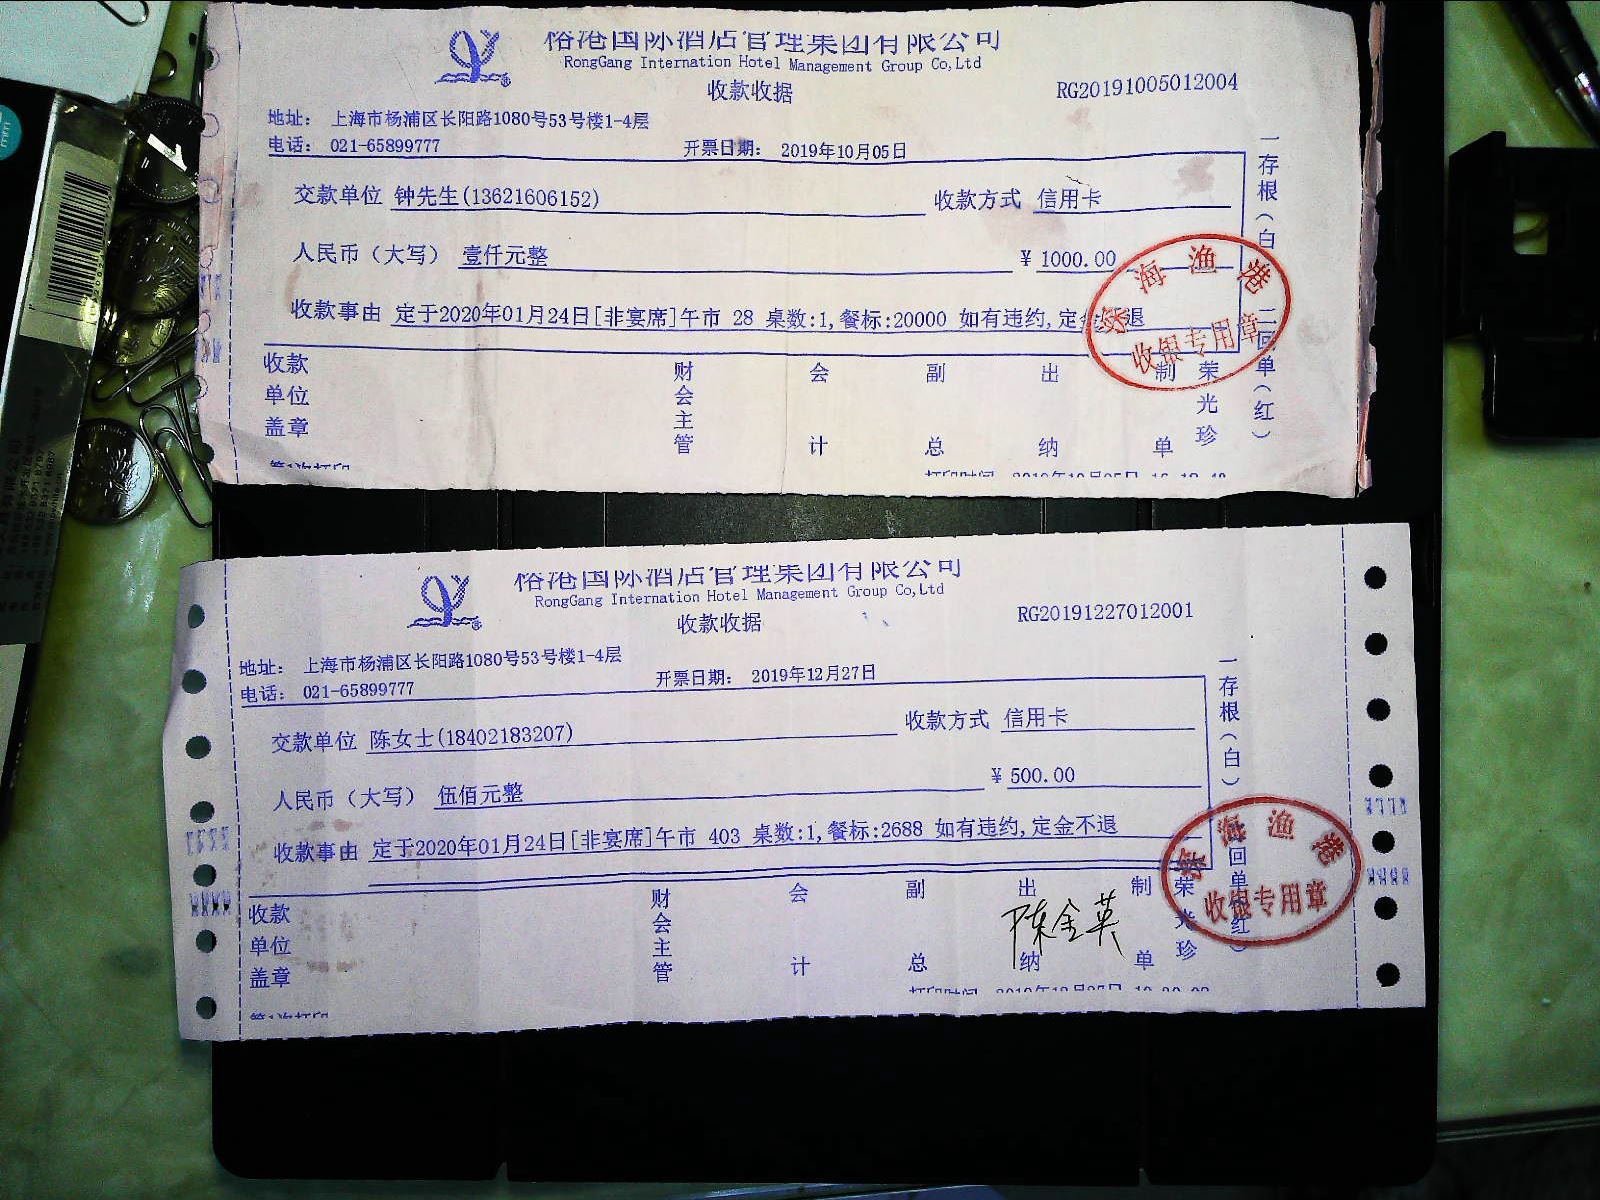 国际酒店管理集团有限公司
RongGang Internation Hotel Management Group Co,Ltd
收款收据
RG20191005012004
地址： 上海市杨浦区长阳路1080号53号楼1-4层
电话： 021-65899777
开票日期： 2019年10月05日
交款单位 钟先生(13621606152)
收款方式 信用卡
人民币（大写） 壹仟元整
￥ 1000.00
收款事由 定于2020年01月24日[非宴席]午市 28 桌数:1,餐标:20000 如有违约,定金 退
收款单位盖章
财会主管
会计
副总
出纳
制单
荣光珍
一存根（白）
二回单（红）
海渔港
收银专用章
国际酒店管理集团有限公司
RongGang Internation Hotel Management Group Co,Ltd
收款收据
RG20191227012001
地址： 上海市杨浦区长阳路1080号53号楼1-4层
电话： 021-65899777
开票日期： 2019年12月27日
交款单位 陈女士(18402183207)
收款方式 信用卡
人民币（大写） 伍佰元整
￥ 500.00
收款事由 定于2020年01月24日[非宴席]午市 403 桌数:1,餐标:2688 如有违约,定金不退
收款单位盖章
财会主管
会计
副总
出纳
陈金英
制单
荣光珍
一存根（白）
回单 红）
海渔港
收银专用章